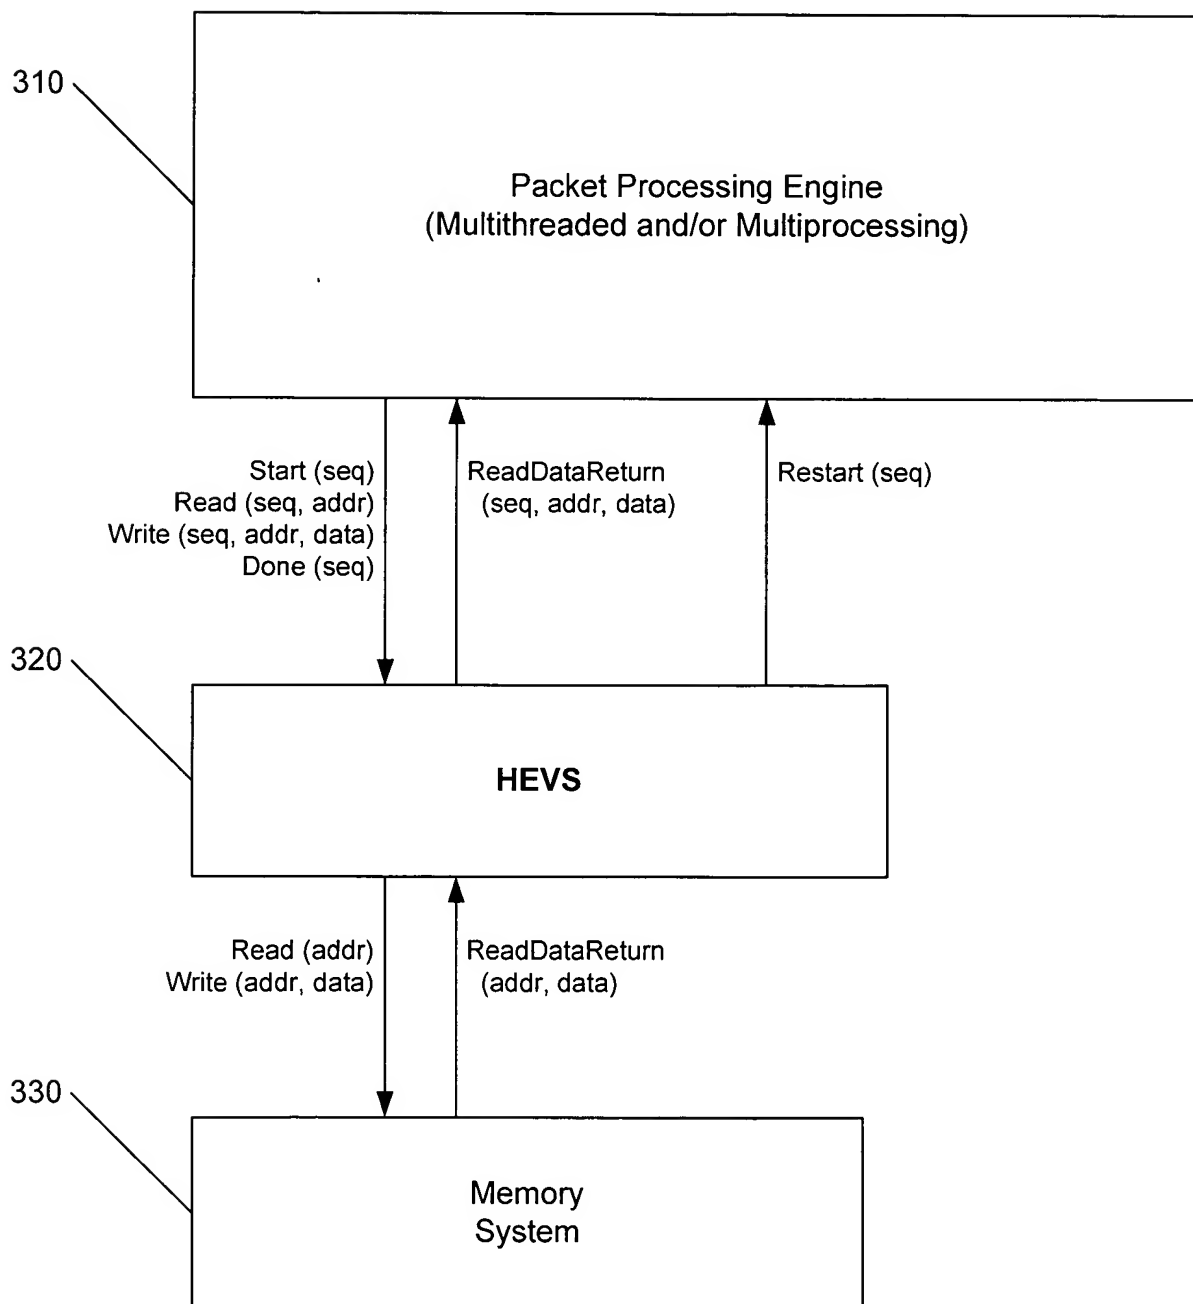 310
Packet Processing Engine
(Multithreaded and/or Multiprocessing)
Start (seq)
Read (seq, addr)
Write (seq, addr, data)
Done (seq)
ReadDataReturn
(seq, addr, data)
Restart (seq)
320
HEVS
Read (addr)
Write (addr, data)
ReadDataReturn
(addr, data)
330
Memory
System